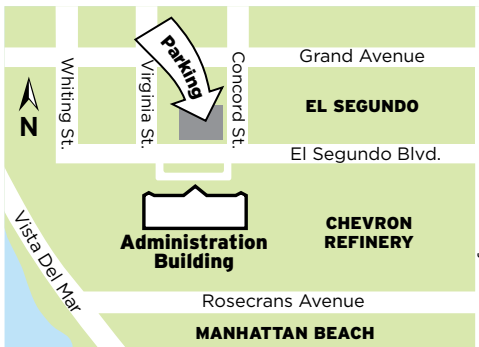 Grand Avenue
Parking
Whiting St.
Virginia St.
Concord St.
N
EL SEGUNDO
El Segundo Blvd.
Administration
Building
CHEVRON
REFINERY
Vista Del Mar
Rosecrans Avenue
MANHATTAN BEACH